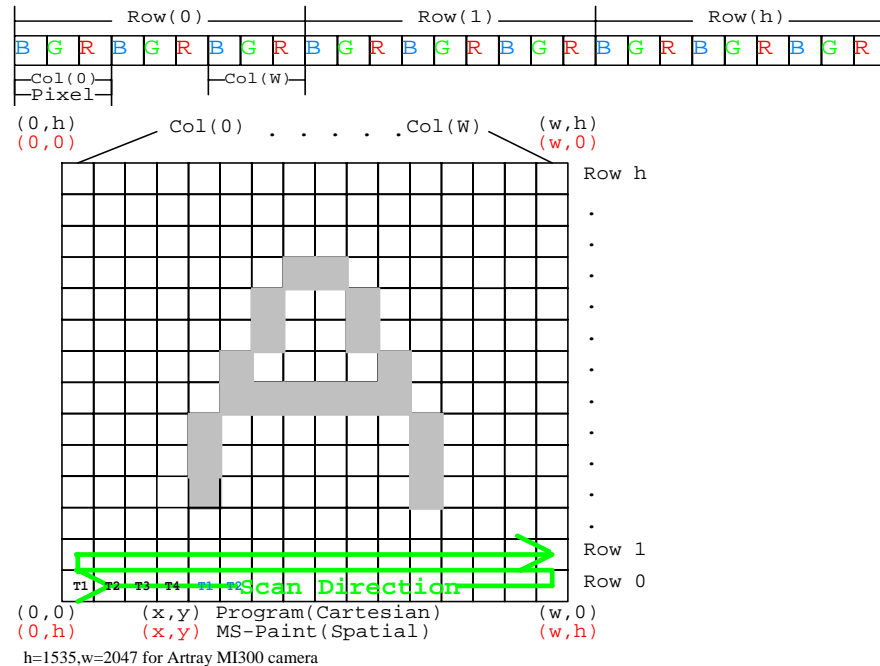 Row(0) Row(1) Row(h)
B G R B G R B G R B G R B G R B G R B G R B G R B G R
Col(0) Col(W)
Pixel
(0,h) Col(0) . . . . . Col(W) (w,h)
(0,0) (w,0)
Row h
.
.
.
.
.
.
.
.
.
.
.
Row 1
T1 T2 T3 T4 T1 T2 Scan Direction Row 0
(0,0) (x,y) Program(Cartesian) (w,0)
(0,h) (x,y) MS-Paint(Spatial) (w,h)
h=1535,w=2047 for Artray MI300 camera